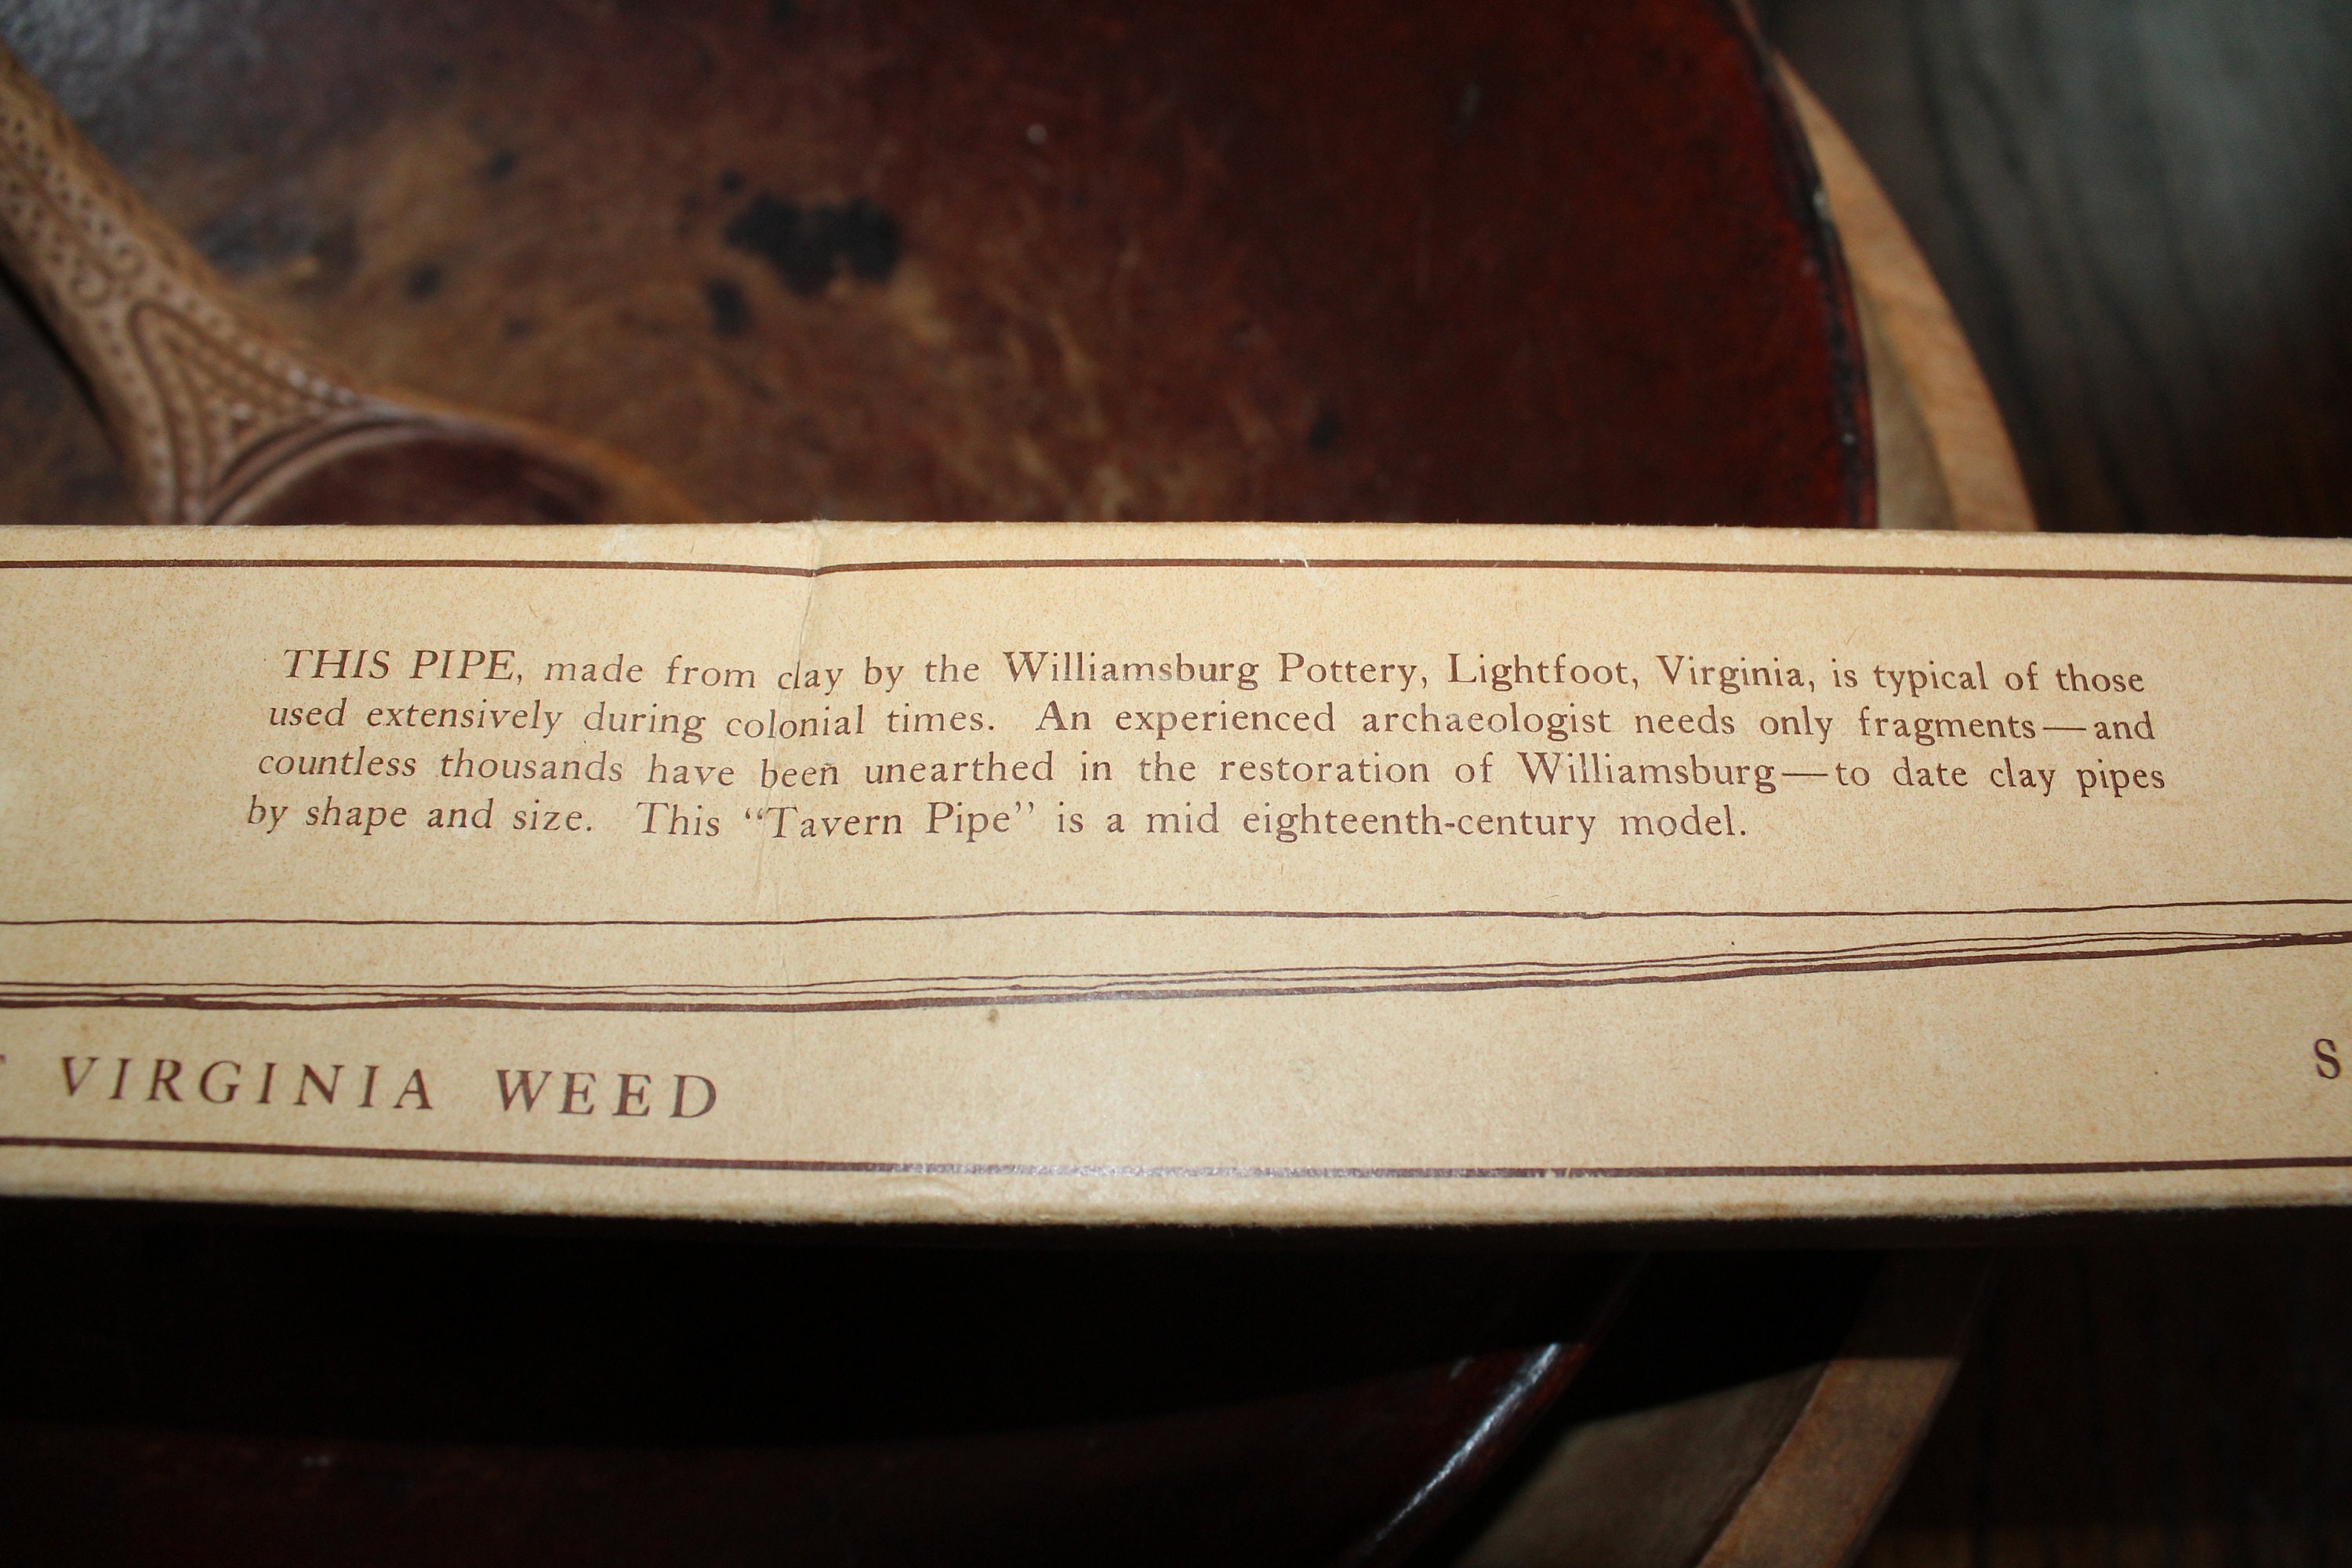 THIS PIPE, made from clay by the Williamsburg Pottery, Lightfoot, Virginia, is typical of those
used extensively during colonial times. An experienced archaeologist needs only fragments—and
countless thousands have been unearthed in the restoration of Williamsburg—to date clay pipes
by shape and size. This “Tavern Pipe” is a mid eighteenth-century model.
VIRGINIA WEED